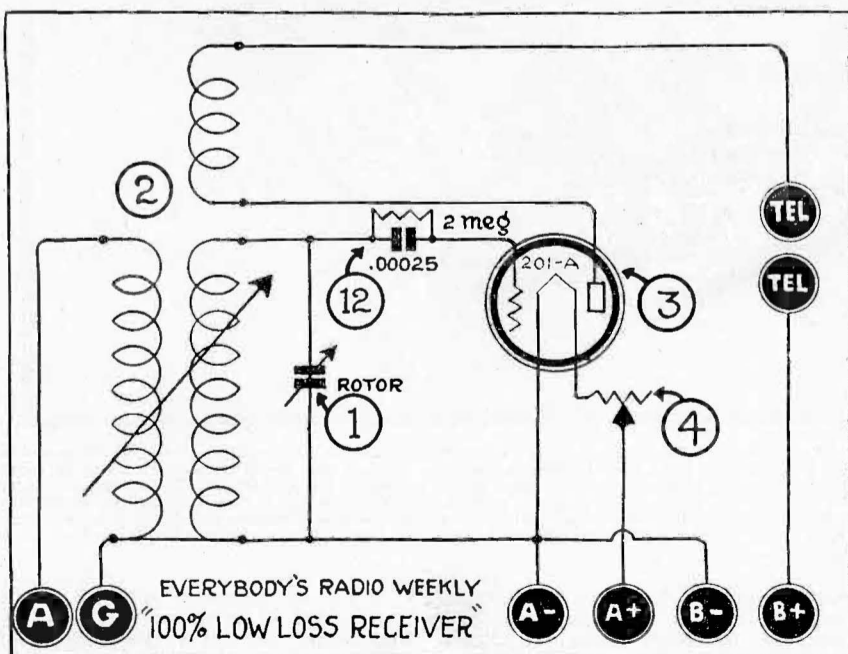 2
TEL
2 meg
.00025
201-A
TEL
12
3
ROTOR
1
4
A
G
EVERYBODY'S RADIO WEEKLY
"100% LOW LOSS RECEIVER"
A-
A+
B-
B+